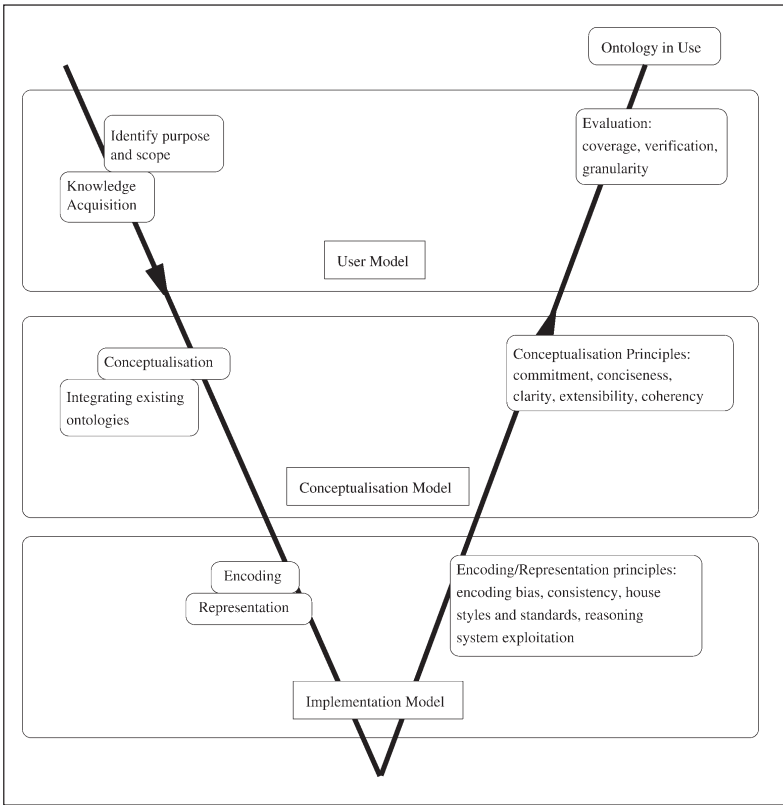 Ontology in Use
Identify purpose
and scope
Knowledge
Acquisition
Evaluation:
coverage, verification,
granularity
User Model
Conceptualisation
Integrating existing
ontologies
Conceptualisation Principles:
commitment, conciseness,
clarity, extensibility, coherency
Conceptualisation Model
Encoding
Representation
Encoding/Representation principles:
encoding bias, consistency, house
styles and standards, reasoning
system exploitation
Implementation Model